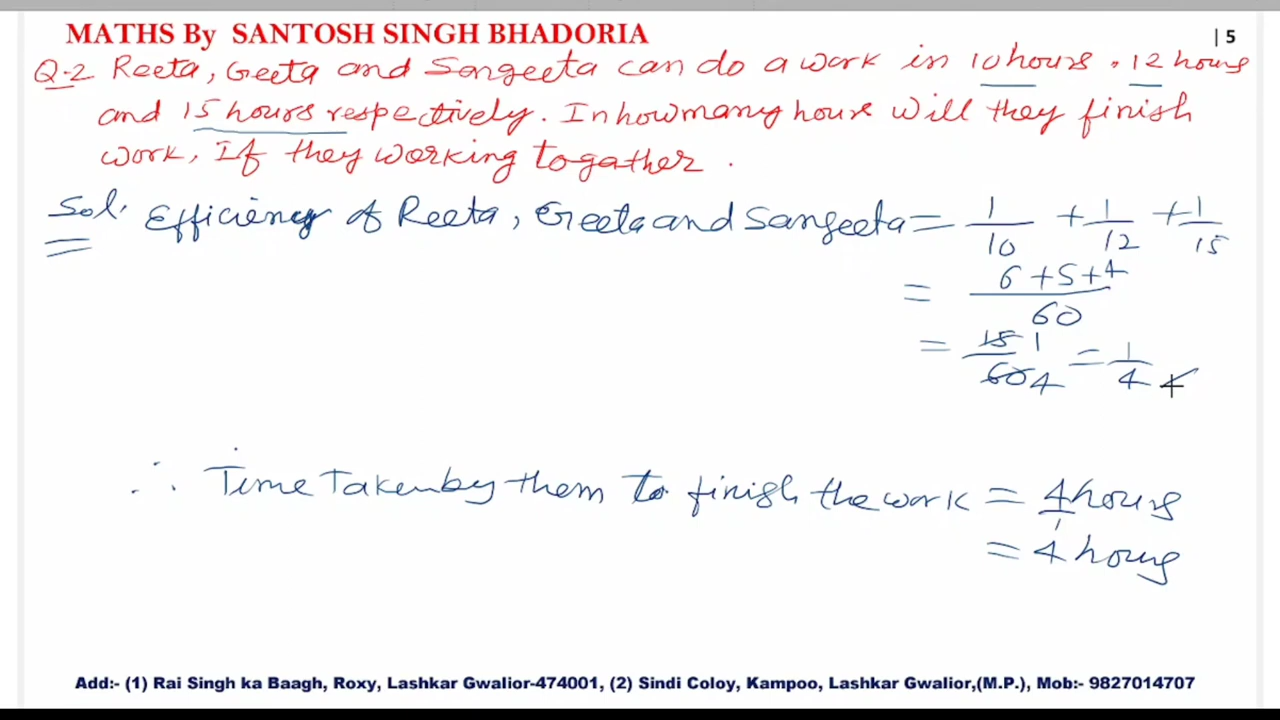 MATHS By SANTOSH SINGH BHADORIA
| 5
Q-2 Reeta, Geeta and Sangeeta can do a work in 10 hours, 12 hours
and 15 hours respectively. In how many hours will they finish
work, If they working togather.
Sol. Efficiency of Reeta, Geeta and Sangeeta = 1/10 + 1/12 + 1/15
= 6+5+4/60
= 15 1/60 4 = 1/4
∴ Time Taken by them to finish the work = 4/1 hours
= 4 hours
Add:- (1) Rai Singh ka Baagh, Roxy, Lashkar Gwalior-474001, (2) Sindi Coloy, Kampoo, Lashkar Gwalior,(M.P.), Mob:- 9827014707